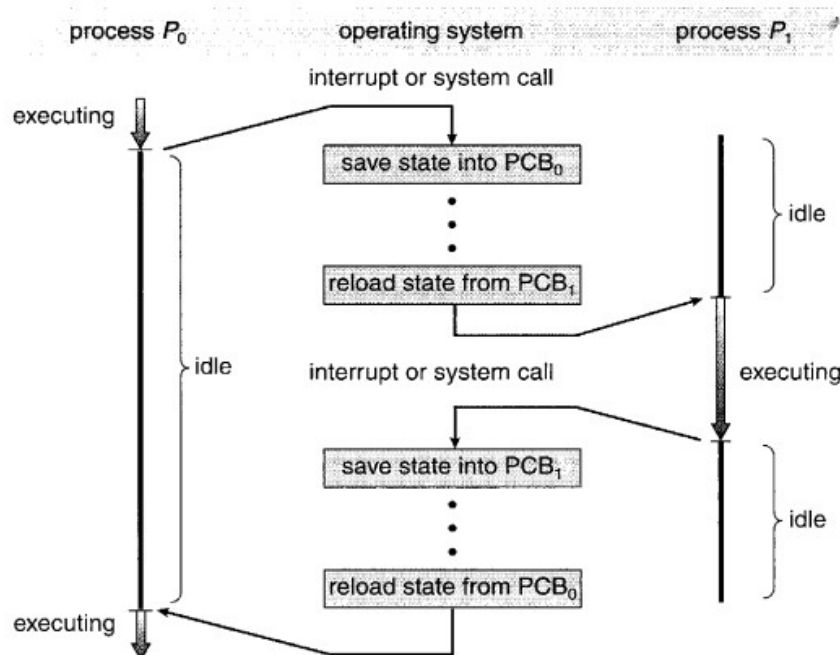 process P₀ operating system process P₁
interrupt or system call
executing
save state into PCB₀
idle
reload state from PCB₁
idle
interrupt or system call
executing
save state into PCB₁
idle
reload state from PCB₀
executing